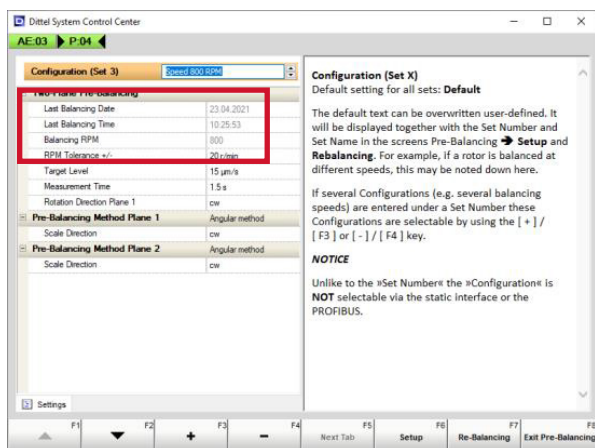 Dittel System Control Center
AE:03 P:04
Configuration (Set 3) Speed 800 RPM
Two-Plane Pre-Balancing
Last Balancing Date 23.04.2021
Last Balancing Time 10:25:53
Balancing RPM 800
RPM Tolerance +/- 20 r/min
Target Level 15 µm/s
Measurement Time 1.5 s
Rotation Direction Plane 1 cw
Pre-Balancing Method Plane 1 Angular method
Scale Direction cw
Pre-Balancing Method Plane 2 Angular method
Scale Direction cw
Settings
Configuration (Set X)
Default setting for all sets: Default
The default text can be overwritten user-defined. It
will be displayed together with the Set Number and
Set Name in the screens Pre-Balancing ➔ Setup and
Rebalancing. For example, if a rotor is balanced at
different speeds, this may be noted down here.
If several Configurations (e.g. several balancing
speeds) are entered under a Set Number these
Configurations are selectable by using the [ + ] /
[ F3 ] or [ - ] / [ F4 ] key.
NOTICE
Unlike to the »Set Number« the »Configuration« is
NOT selectable via the static interface or the
PROFIBUS.
F1 F2 F3 F4 F5 F6 F7 F8
+ - Next Tab Setup Re-Balancing Exit Pre-Balancing